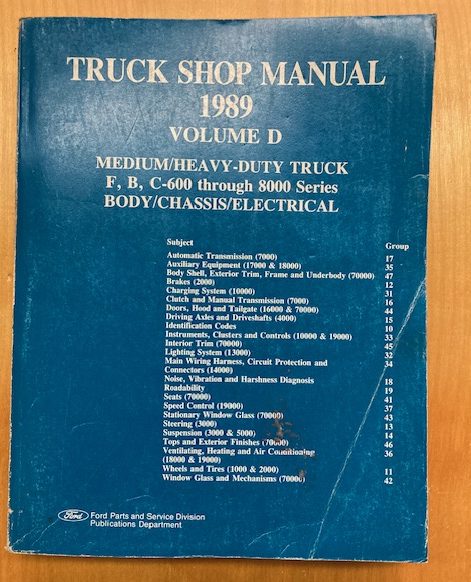 TRUCK SHOP MANUAL
1989
VOLUME D
MEDIUM/HEAVY-DUTY TRUCK
F, B, C-600 through 8000 Series
BODY/CHASSIS/ELECTRICAL
Subject Group
Automatic Transmission (7000) 17
Auxiliary Equipment (17000 & 18000) 35
Body Shell, Exterior Trim, Frame and Underbody (70000) 47
Brakes (2000) 12
Charging System (10000) 31
Clutch and Manual Transmission (7000) 16
Doors, Hood and Tailgate (16000 & 70000) 44
Driving Axles and Driveshafts (4000) 15
Identification Codes 10
Instruments, Clusters and Controls (10000 & 19000) 33
Interior Trim (70000) 45
Lighting System (13000) 32
Main Wiring Harness, Circuit Protection and 34
Connectors (14000)
Noise, Vibration and Harshness Diagnosis 18
Roadability 19
Seats (70000) 41
Speed Control (19000) 37
Stationary Window Glass (70000) 43
Steering (3000) 13
Suspension (3000 & 5000) 14
Tops and Exterior Finishes (70000) 46
Ventilating, Heating and Air Conditioning 36
(18000 & 19000)
Wheels and Tires (1000 & 2000) 11
Window Glass and Mechanisms (70000) 42
Ford Ford Parts and Service Division
Publications Department